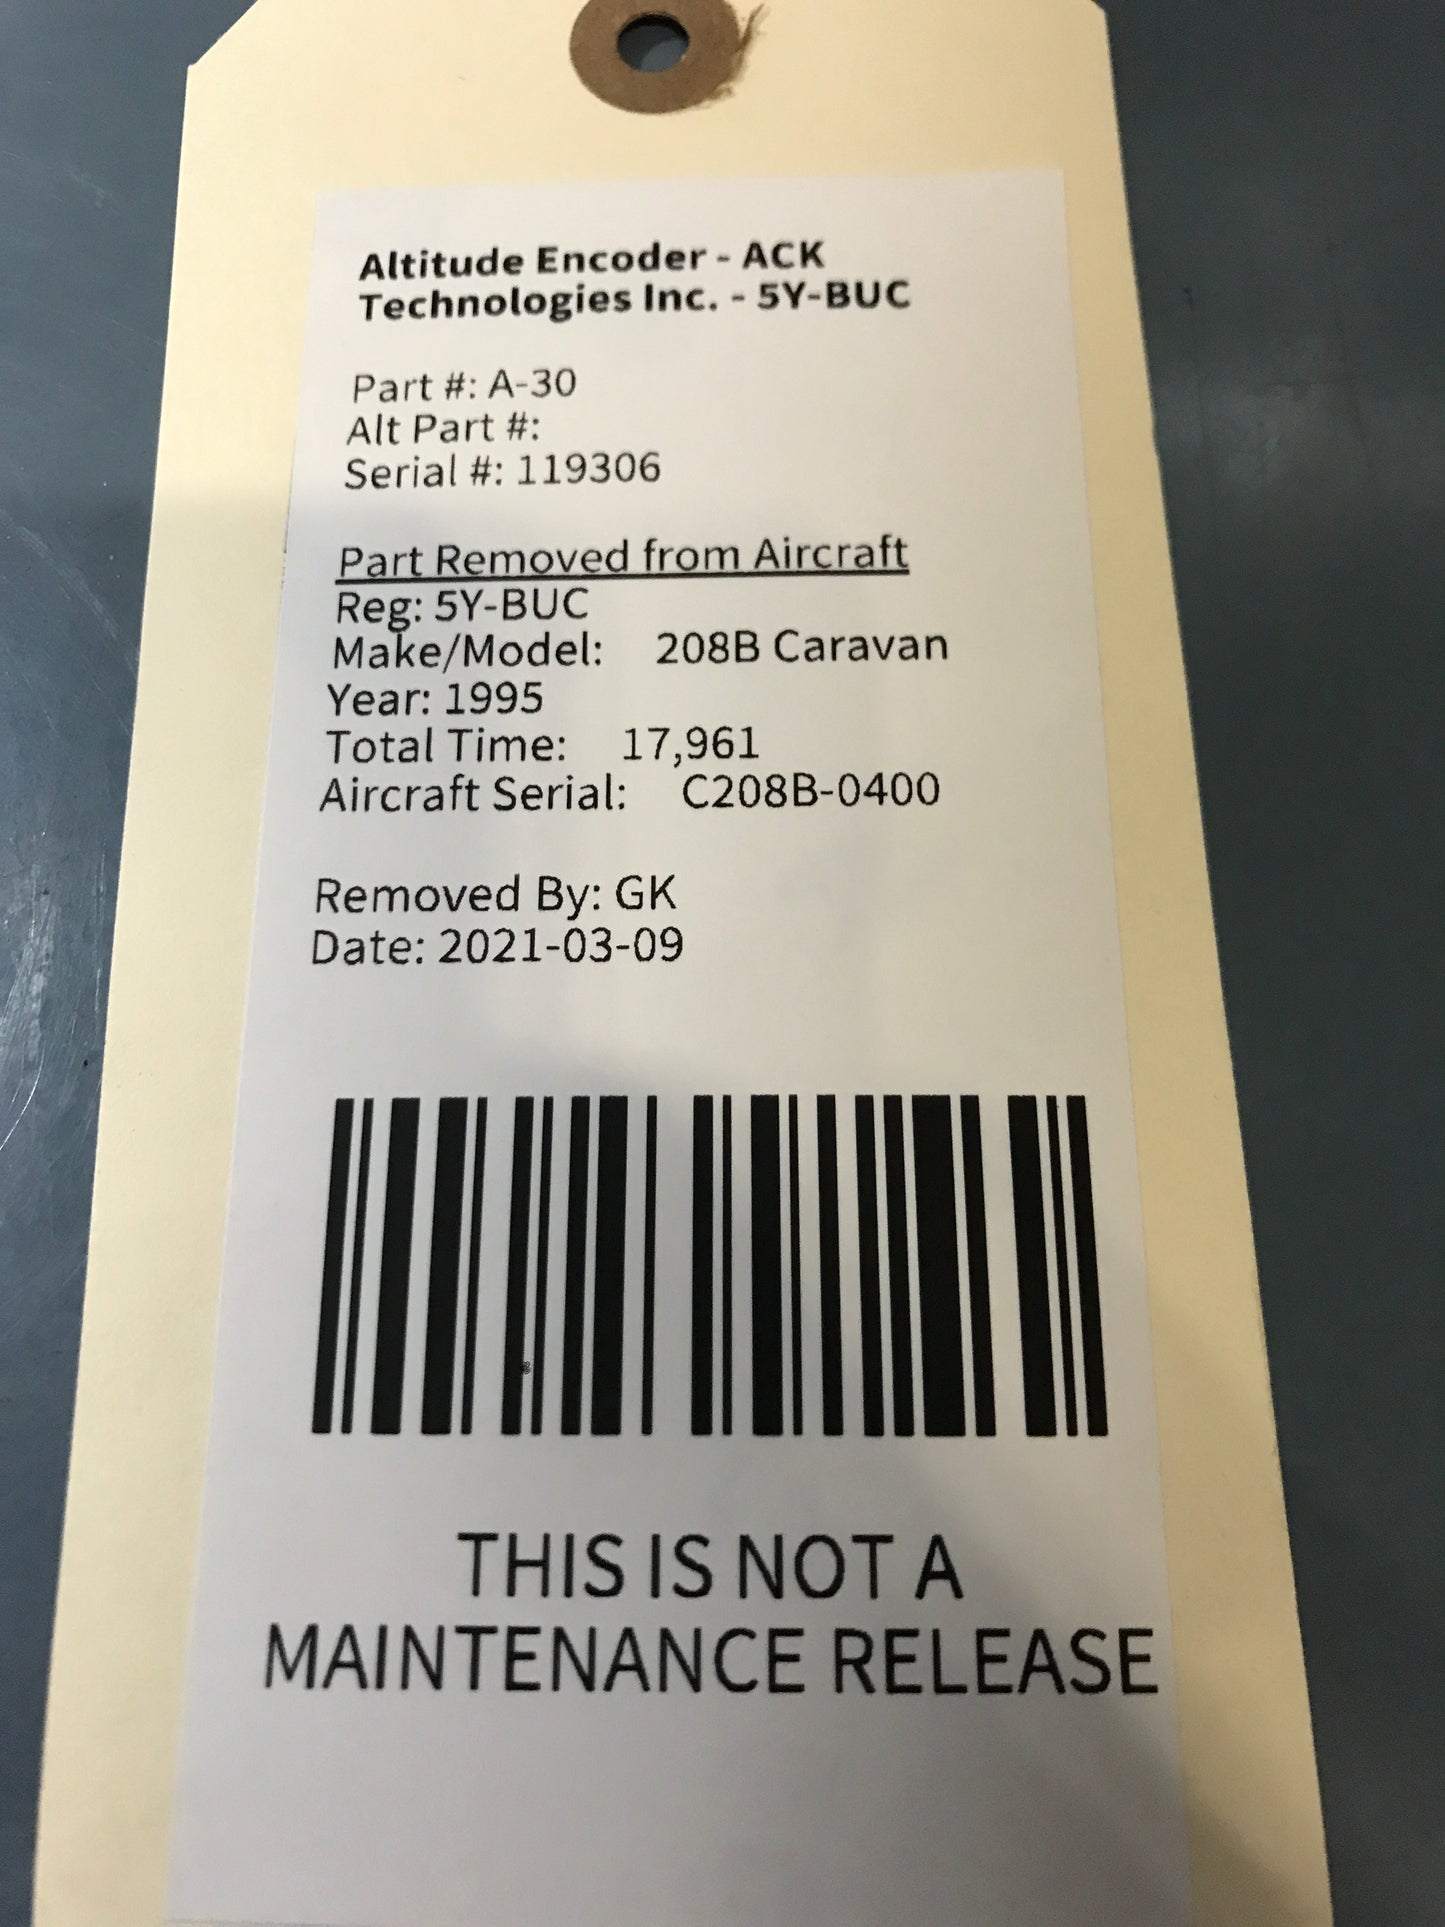 Altitude Encoder - ACK
Technologies Inc. - 5Y-BUC
Part #: A-30
Alt Part #:
Serial #: 119306
Part Removed from Aircraft
Reg: 5Y-BUC
Make/Model: 208B Caravan
Year: 1995
Total Time: 17,961
Aircraft Serial: C208B-0400
Removed By: GK
Date: 2021-03-09
THIS IS NOT A
MAINTENANCE RELEASE